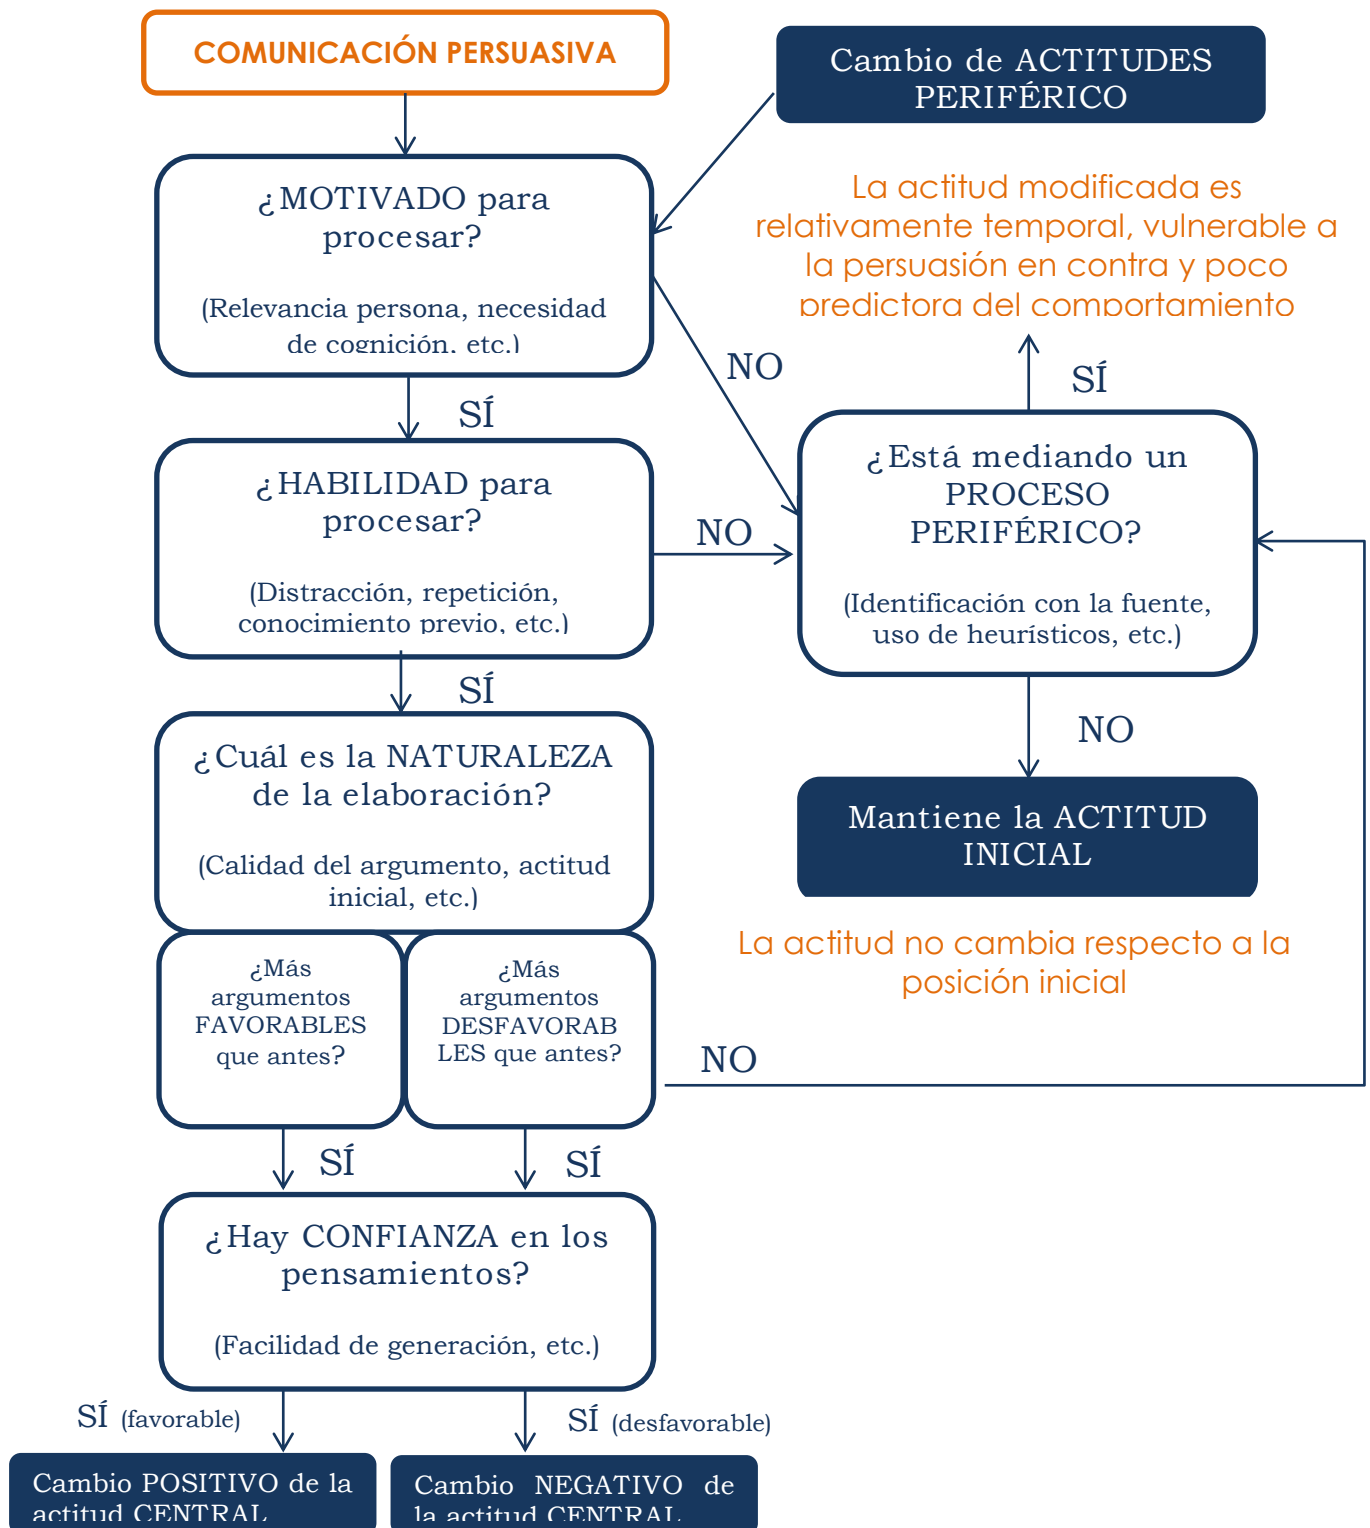 COMUNICACIÓN PERSUASIVA
Cambio de ACTITUDES
PERIFÉRICO
¿MOTIVADO para
procesar?
(Relevancia persona, necesidad
de cognición, etc.)
La actitud modificada es
relativamente temporal, vulnerable a
la persuasión en contra y poco
predictora del comportamiento
NO
SÍ
SÍ
¿HABILIDAD para
procesar?
(Distracción, repetición,
conocimiento previo, etc.)
NO
¿Está mediando un
PROCESO
PERIFÉRICO?
(Identificación con la fuente,
uso de heurísticos, etc.)
SÍ
NO
¿Cuál es la NATURALEZA
de la elaboración?
(Calidad del argumento, actitud
inicial, etc.)
Mantiene la ACTITUD
INICIAL
La actitud no cambia respecto a la
posición inicial
¿Más
argumentos
FAVORABLES
que antes?
¿Más
argumentos
DESFAVORAB
LES que antes?
NO
SÍ
SÍ
¿Hay CONFIANZA en los
pensamientos?
(Facilidad de generación, etc.)
SÍ (favorable)
SÍ (desfavorable)
Cambio POSITIVO de la
actitud CENTRAL
Cambio NEGATIVO de
la actitud CENTRAL